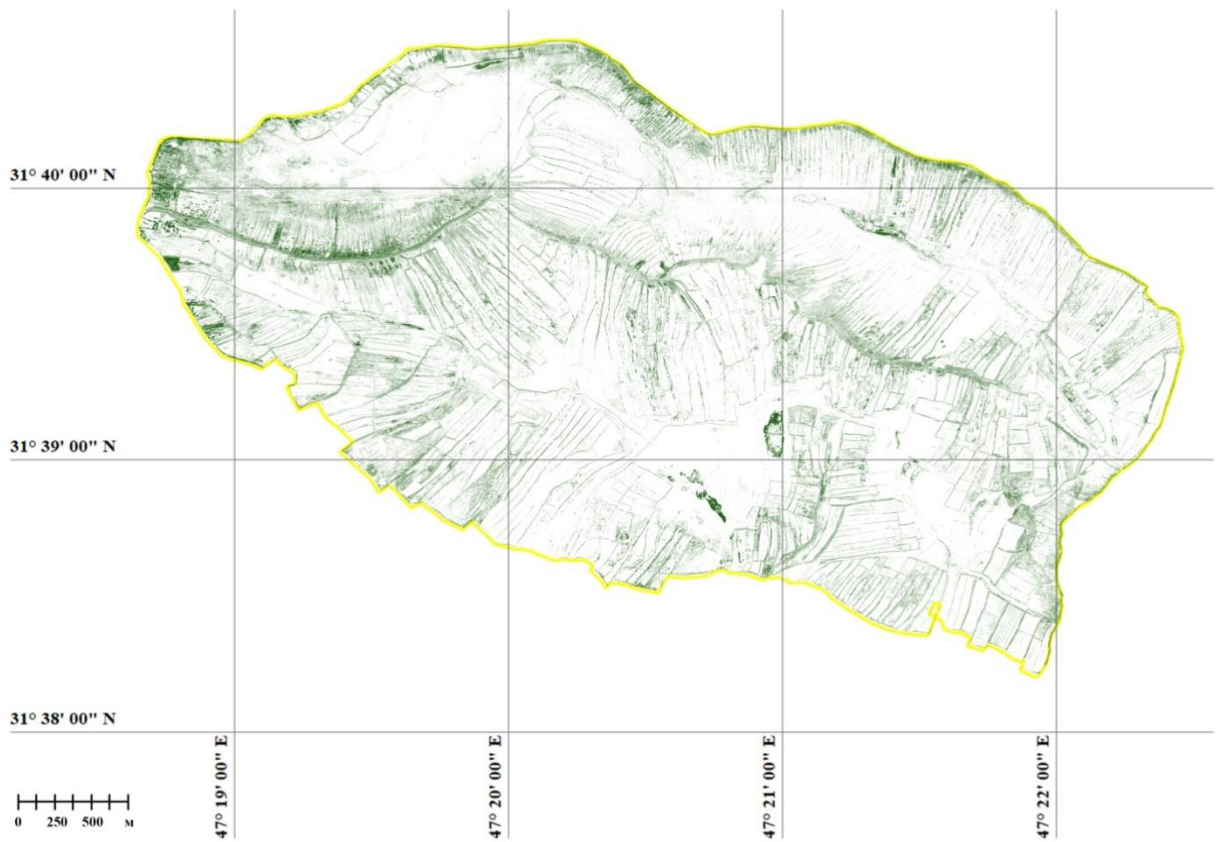 31° 40' 00" N
31° 39' 00" N
31° 38' 00" N
47° 19' 00" E
47° 20' 00" E
47° 21' 00" E
47° 22' 00" E
0 250 500 м